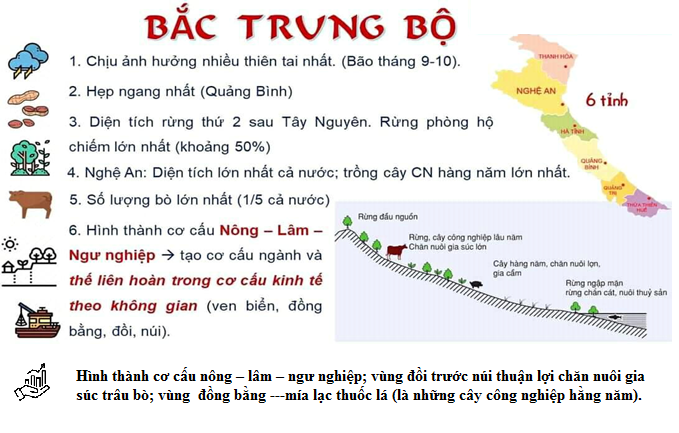 BẮC TRUNG BỘ
1. Chịu ảnh hưởng nhiều thiên tai nhất. (Bão tháng 9-10).
2. Hẹp ngang nhất (Quảng Bình)
3. Diện tích rừng thứ 2 sau Tây Nguyên. Rừng phòng hộ
chiếm lớn nhất (khoảng 50%)
4. Nghệ An: Diện tích lớn nhất cả nước; trồng cây CN hàng năm lớn nhất.
5. Số lượng bò lớn nhất (1/5 cả nước)
6. Hình thành cơ cấu Nông – Lâm –
Ngư nghiệp → tạo cơ cấu ngành và
thế liên hoàn trong cơ cấu kinh tế
theo không gian (ven biển, đồng
bằng, đồi, núi).
THANH HÓA
NGHỆ AN
6 tỉnh
HÀ TĨNH
QUẢNG
BÌNH
QUẢNG
TRỊ
THỪA THIÊN
HUẾ
Rừng đầu nguồn
Rừng, cây công nghiệp lâu năm
Chăn nuôi gia súc lớn
Cây hàng năm, chăn nuôi lợn,
gia cầm
Rừng ngập mặn
rừng chắn cát, nuôi thuỷ sản
Hình thành cơ cấu nông – lâm – ngư nghiệp; vùng đồi trước núi thuận lợi chăn nuôi gia
súc trâu bò; vùng đồng bằng ---mía lạc thuốc lá (là những cây công nghiệp hằng năm).